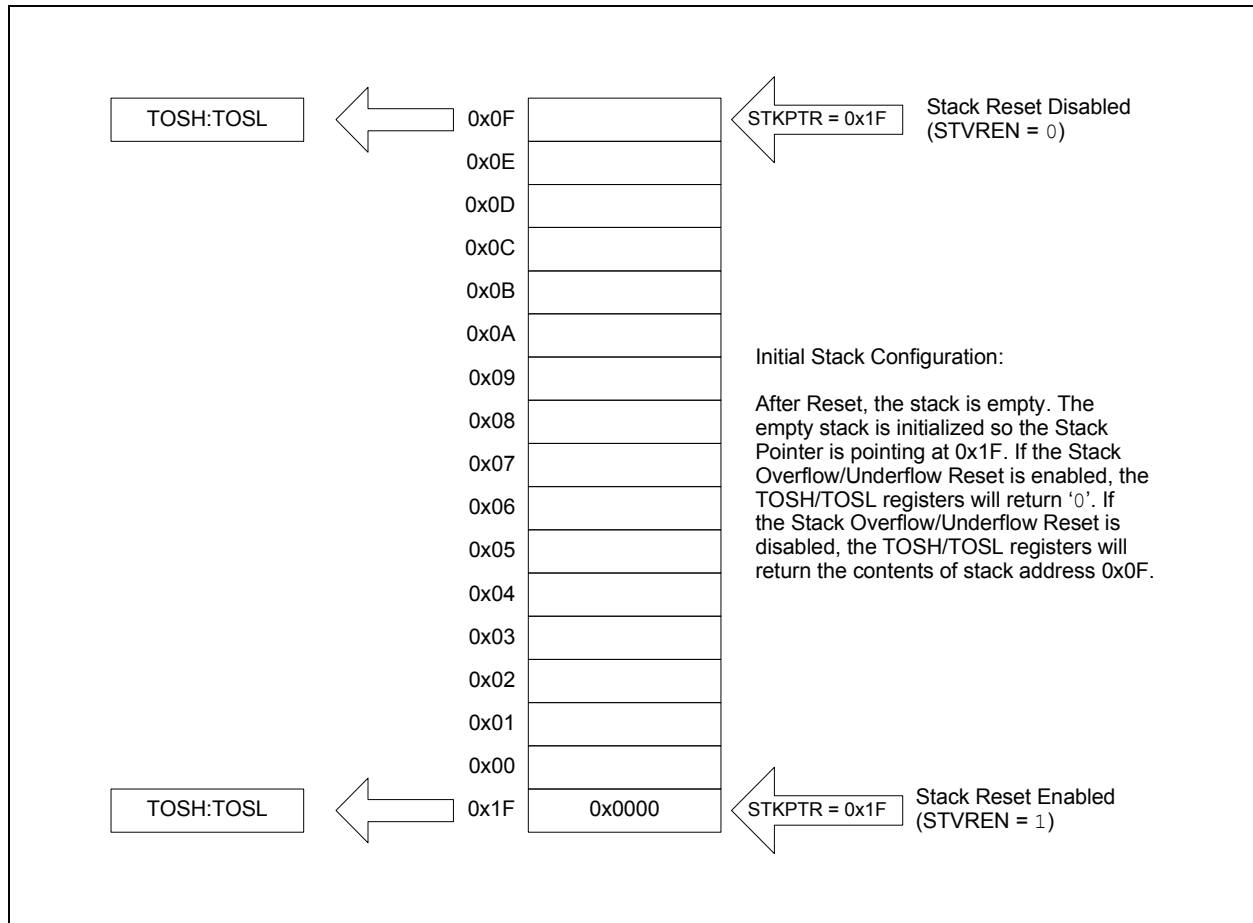 TOSH:TOSL
0x0F
STKPTR = 0x1F
Stack Reset Disabled
(STVREN = 0)
0x0E
0x0D
0x0C
0x0B
0x0A
0x09
0x08
0x07
0x06
0x05
0x04
0x03
0x02
0x01
0x00
Initial Stack Configuration:
After Reset, the stack is empty. The
empty stack is initialized so the Stack
Pointer is pointing at 0x1F. If the Stack
Overflow/Underflow Reset is enabled, the
TOSH/TOSL registers will return ‘0’. If
the Stack Overflow/Underflow Reset is
disabled, the TOSH/TOSL registers will
return the contents of stack address 0x0F.
TOSH:TOSL
0x1F
0x0000
STKPTR = 0x1F
Stack Reset Enabled
(STVREN = 1)